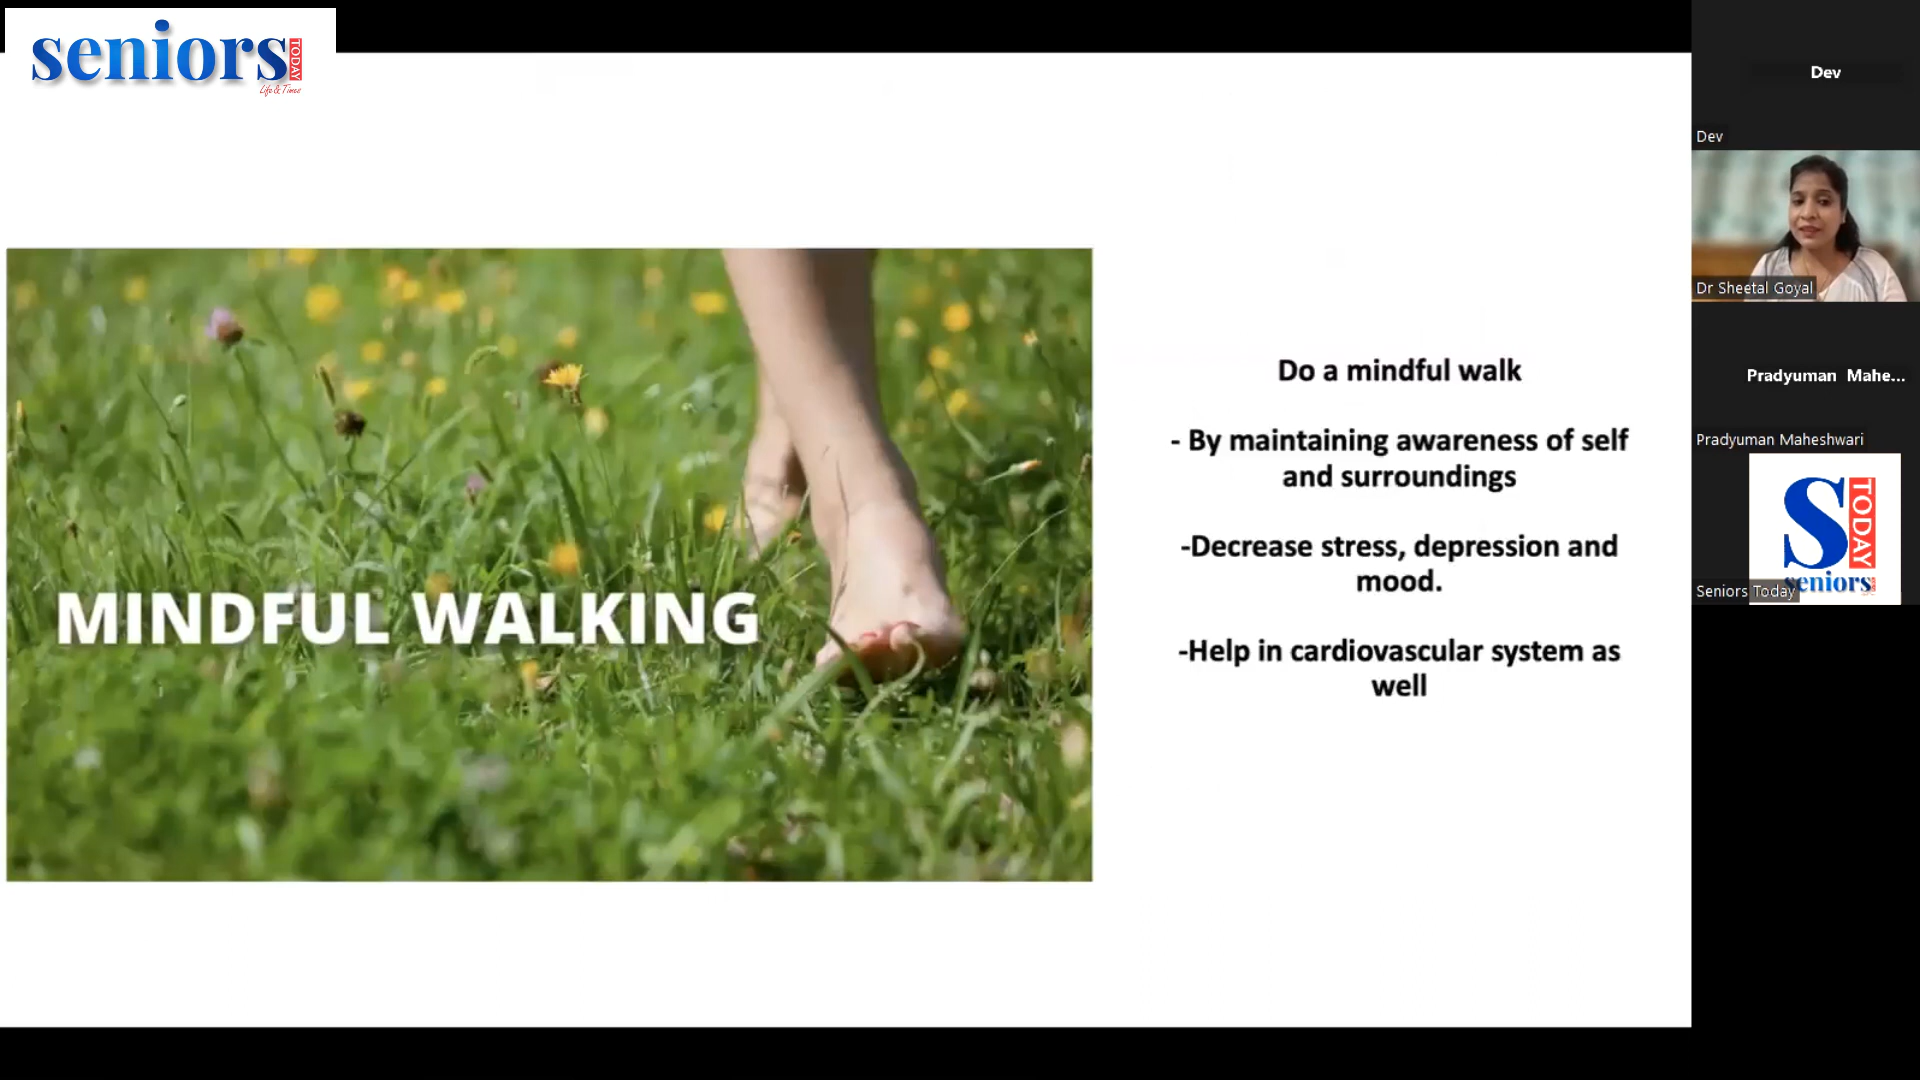 seniors
TODAY
Life & Times
MINDFUL WALKING
Do a mindful walk
- By maintaining awareness of self
and surroundings
-Decrease stress, depression and
mood.
-Help in cardiovascular system as
well
Dev
Dev
Dr Sheetal Goyal
Pradyuman Mahe...
Pradyuman Maheshwari
S
TODAY
seniors
Seniors Today